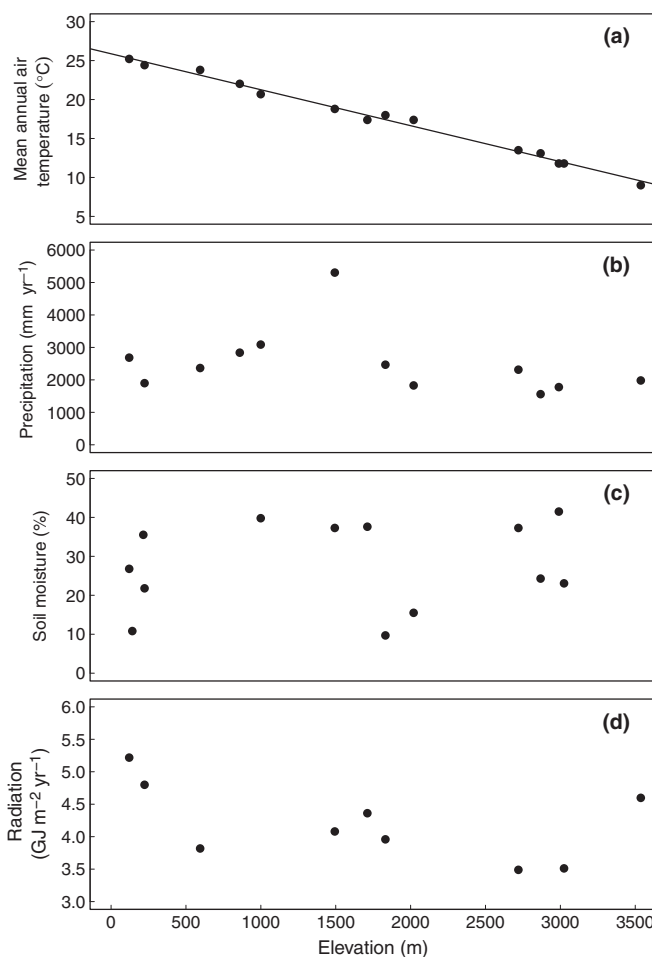 (a)
30
25
20
15
10
5
Mean annual air
temperature (°C)
(b)
6000
5000
4000
3000
2000
1000
0
Precipitation (mm yr⁻¹)
(c)
50
40
30
20
10
0
Soil moisture (%)
(d)
6.0
5.5
5.0
4.5
4.0
3.5
3.0
Radiation
(GJ m⁻² yr⁻¹)
0 500 1000 1500 2000 2500 3000 3500
Elevation (m)